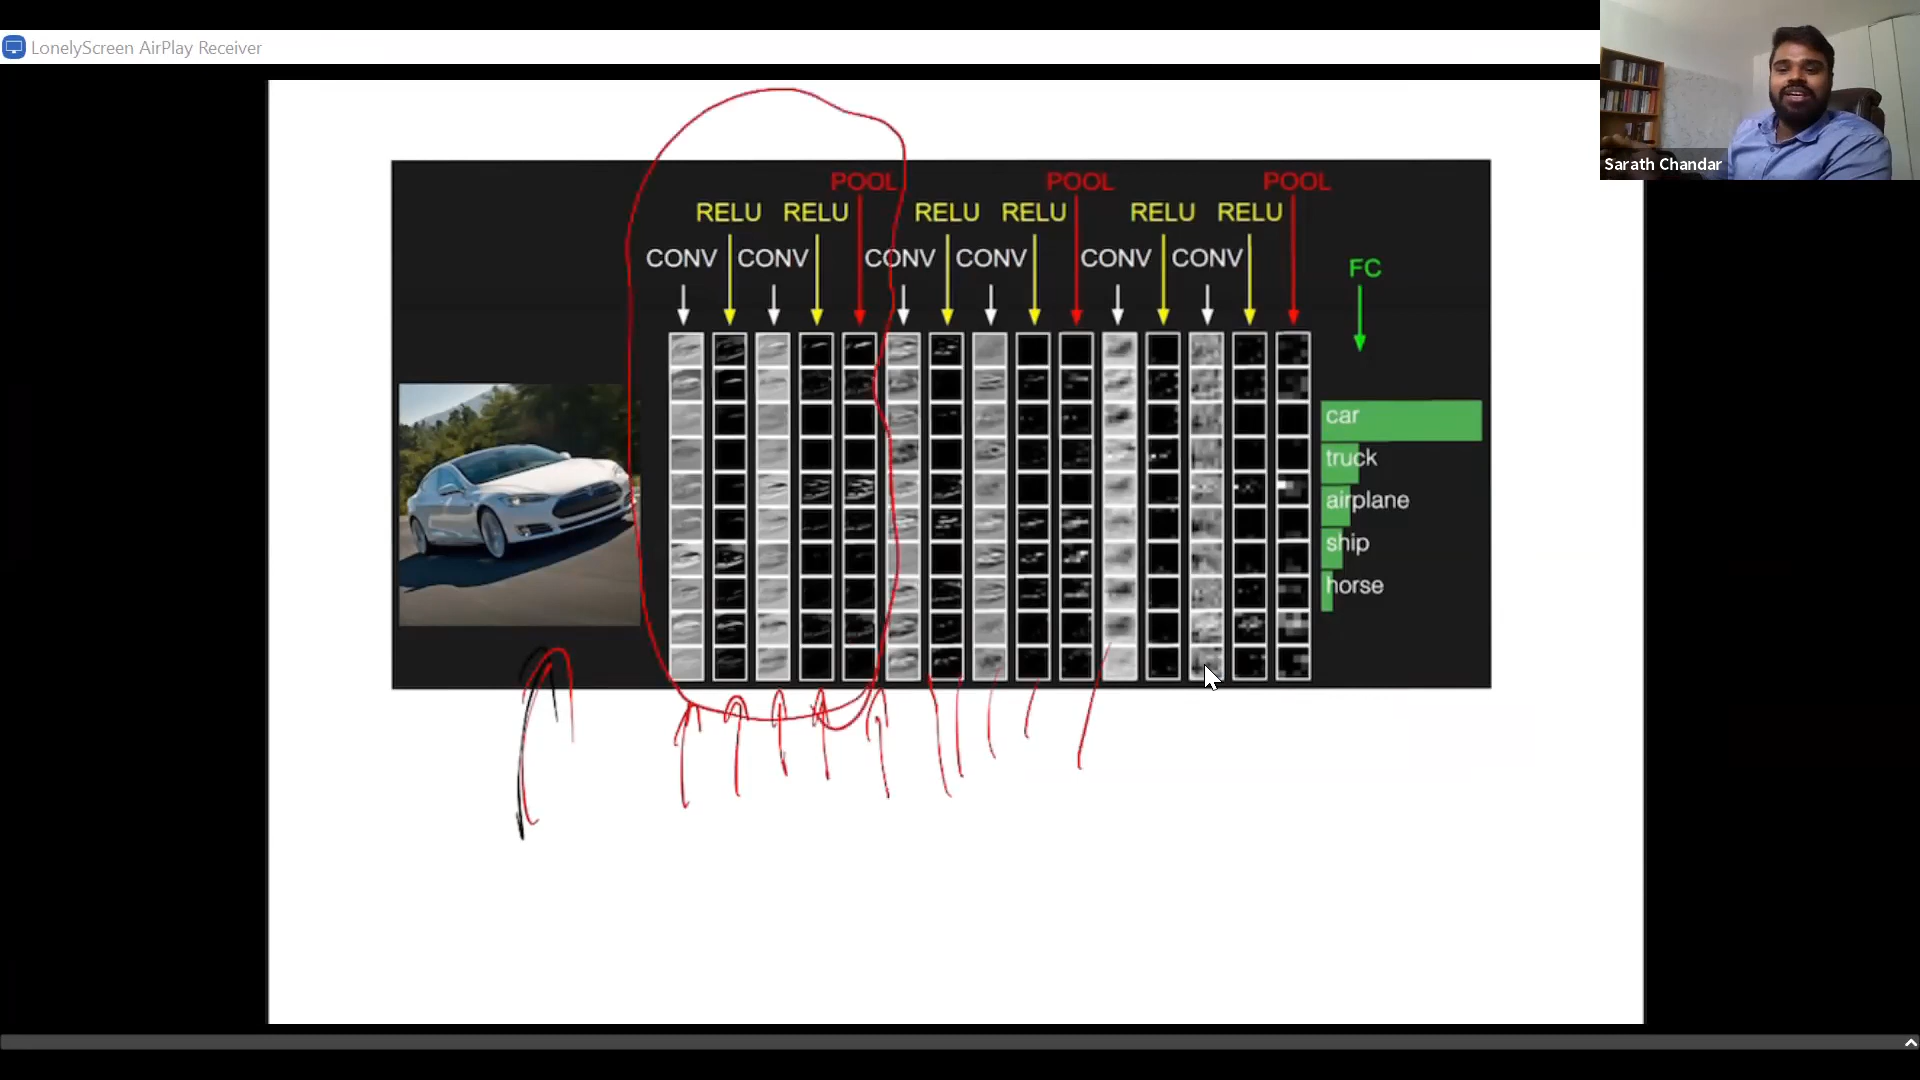 LonelyScreen AirPlay Receiver
Sarath Chandar
POOL POOL POOL
RELU RELU RELU RELU RELU RELU
CONV CONV CONV CONV CONV CONV
FC
car
truck
airplane
ship
horse